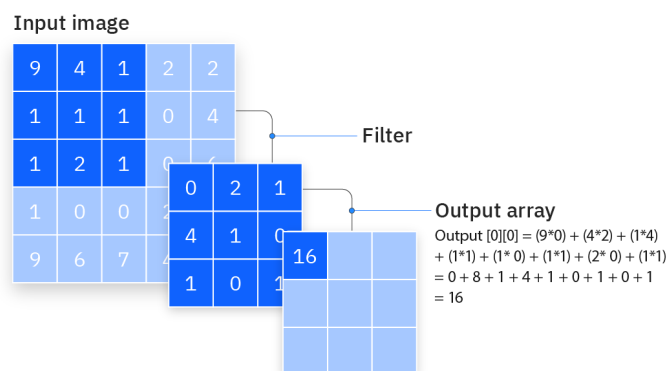 Input image
9 4 1 2 2
1 1 1 0 4
1 2 1 0
1 0 0
9 6 7
Filter
0 2 1
4 1 0
1 0 1
Output array
16
Output [0][0] = (9*0) + (4*2) + (1*4)
+ (1*1) + (1* 0) + (1*1) + (2* 0) + (1*1)
= 0 + 8 + 1 + 4 + 1 + 0 + 1 + 0 + 1
= 16